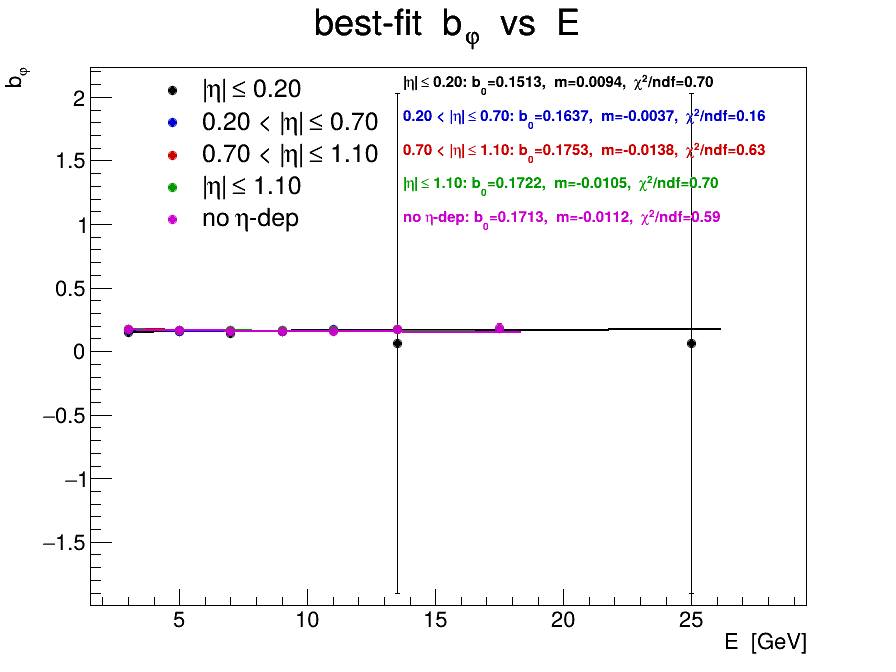 best-fit b_φ vs E
b_φ
|η| ≤ 0.20
0.20 < |η| ≤ 0.70
0.70 < |η| ≤ 1.10
|η| ≤ 1.10
no η-dep
|η| ≤ 0.20: b_0=0.1513, m=0.0094, χ²/ndf=0.70
0.20 < |η| ≤ 0.70: b_0=0.1637, m=-0.0037, χ²/ndf=0.16
0.70 < |η| ≤ 1.10: b_0=0.1753, m=-0.0138, χ²/ndf=0.63
|η| ≤ 1.10: b_0=0.1722, m=-0.0105, χ²/ndf=0.70
no η-dep: b_0=0.1713, m=-0.0112, χ²/ndf=0.59
2
1.5
1
0.5
0
−0.5
−1
−1.5
5 10 15 20 25
E [GeV]